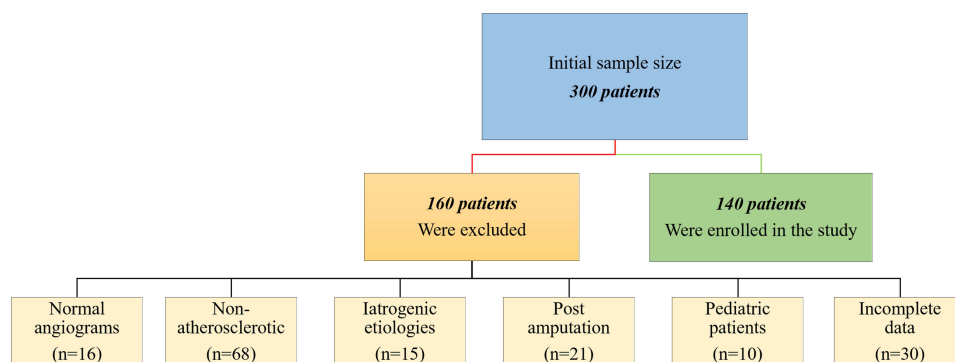 Initial sample size
300 patients
160 patients
Were excluded
140 patients
Were enrolled in the study
Normal
angiograms
(n=16)
Non-
atherosclerotic
(n=68)
Iatrogenic
etiologies
(n=15)
Post
amputation
(n=21)
Pediatric
patients
(n=10)
Incomplete
data
(n=30)